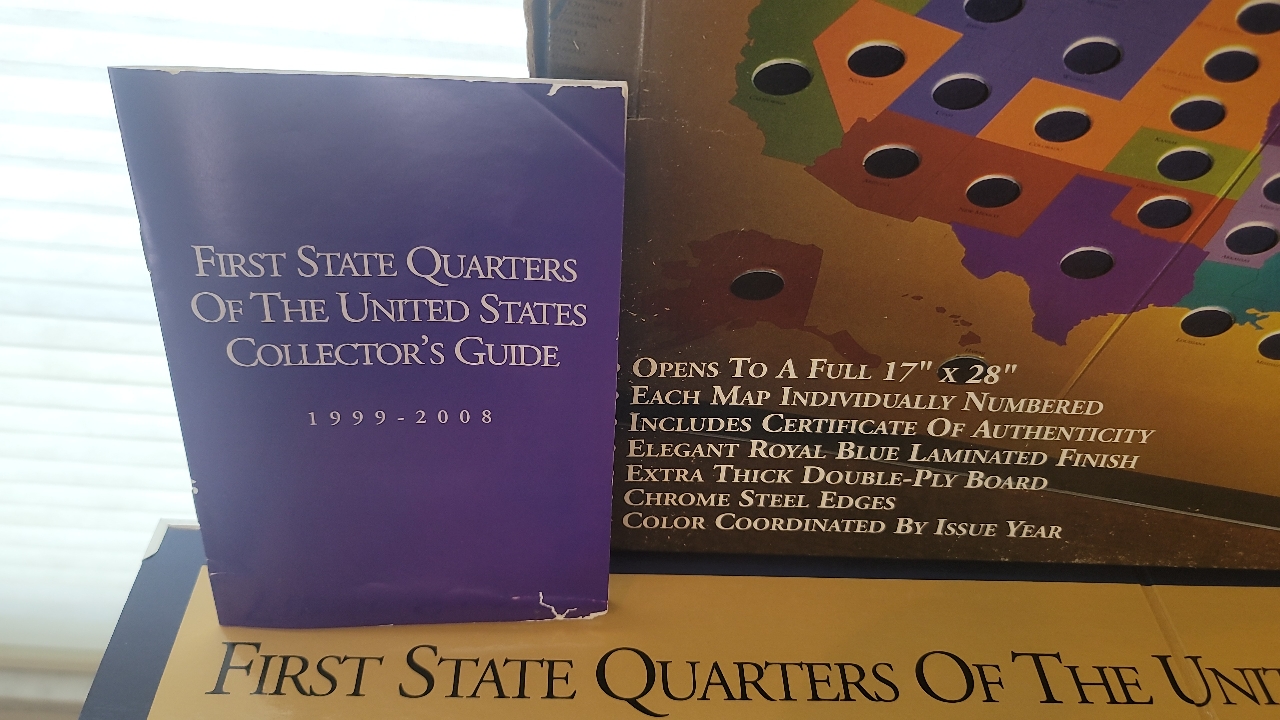 FIRST STATE QUARTERS
OF THE UNITED STATES
COLLECTOR'S GUIDE
1999-2008
OPENS TO A FULL 17" X 28"
EACH MAP INDIVIDUALLY NUMBERED
INCLUDES CERTIFICATE OF AUTHENTICITY
ELEGANT ROYAL BLUE LAMINATED FINISH
EXTRA THICK DOUBLE-PLY BOARD
CHROME STEEL EDGES
COLOR COORDINATED BY ISSUE YEAR
FIRST STATE QUARTERS OF THE UNI